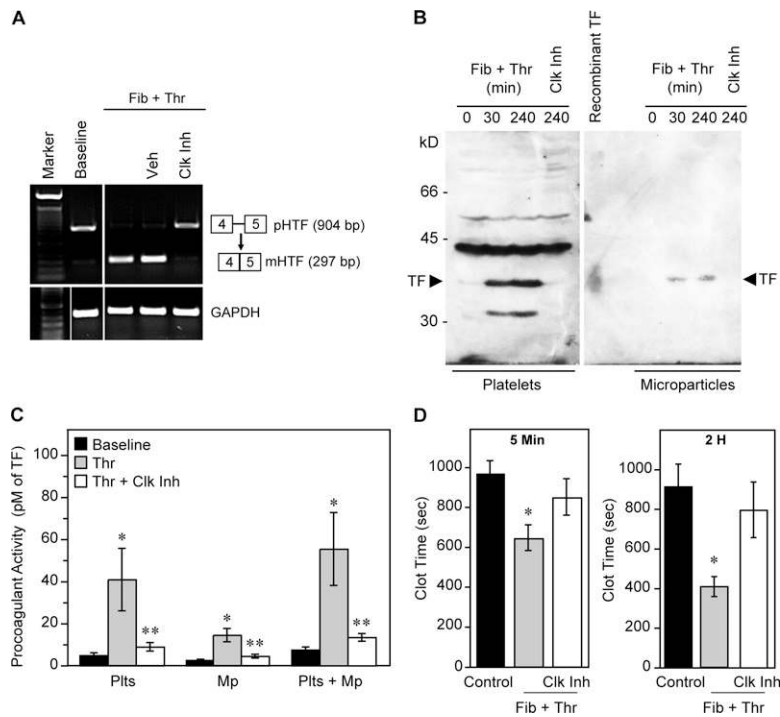 A
Fib + Thr
Marker
Baseline
Veh
Clk Inh
4 5 pHTF (904 bp)
4 5 mHTF (297 bp)
GAPDH
B
Fib + Thr
(min)
Clk Inh
Recombinant TF
Fib + Thr
(min)
Clk Inh
0 30 240 240
0 30 240 240
kD
66 -
45 -
TF
30 -
TF
Platelets
Microparticles
C
Baseline
Thr
Thr + Clk Inh
Procoagulant Activity (pM of TF)
100
80
60
40
20
0
*
**
*
**
*
**
Plts
Mp
Plts + Mp
D
5 Min
Clot Time (sec)
1000
800
600
400
200
0
*
Control
Clk Inh
Fib + Thr
2 H
Clot Time (sec)
1000
800
600
400
200
0
*
Control
Clk Inh
Fib + Thr